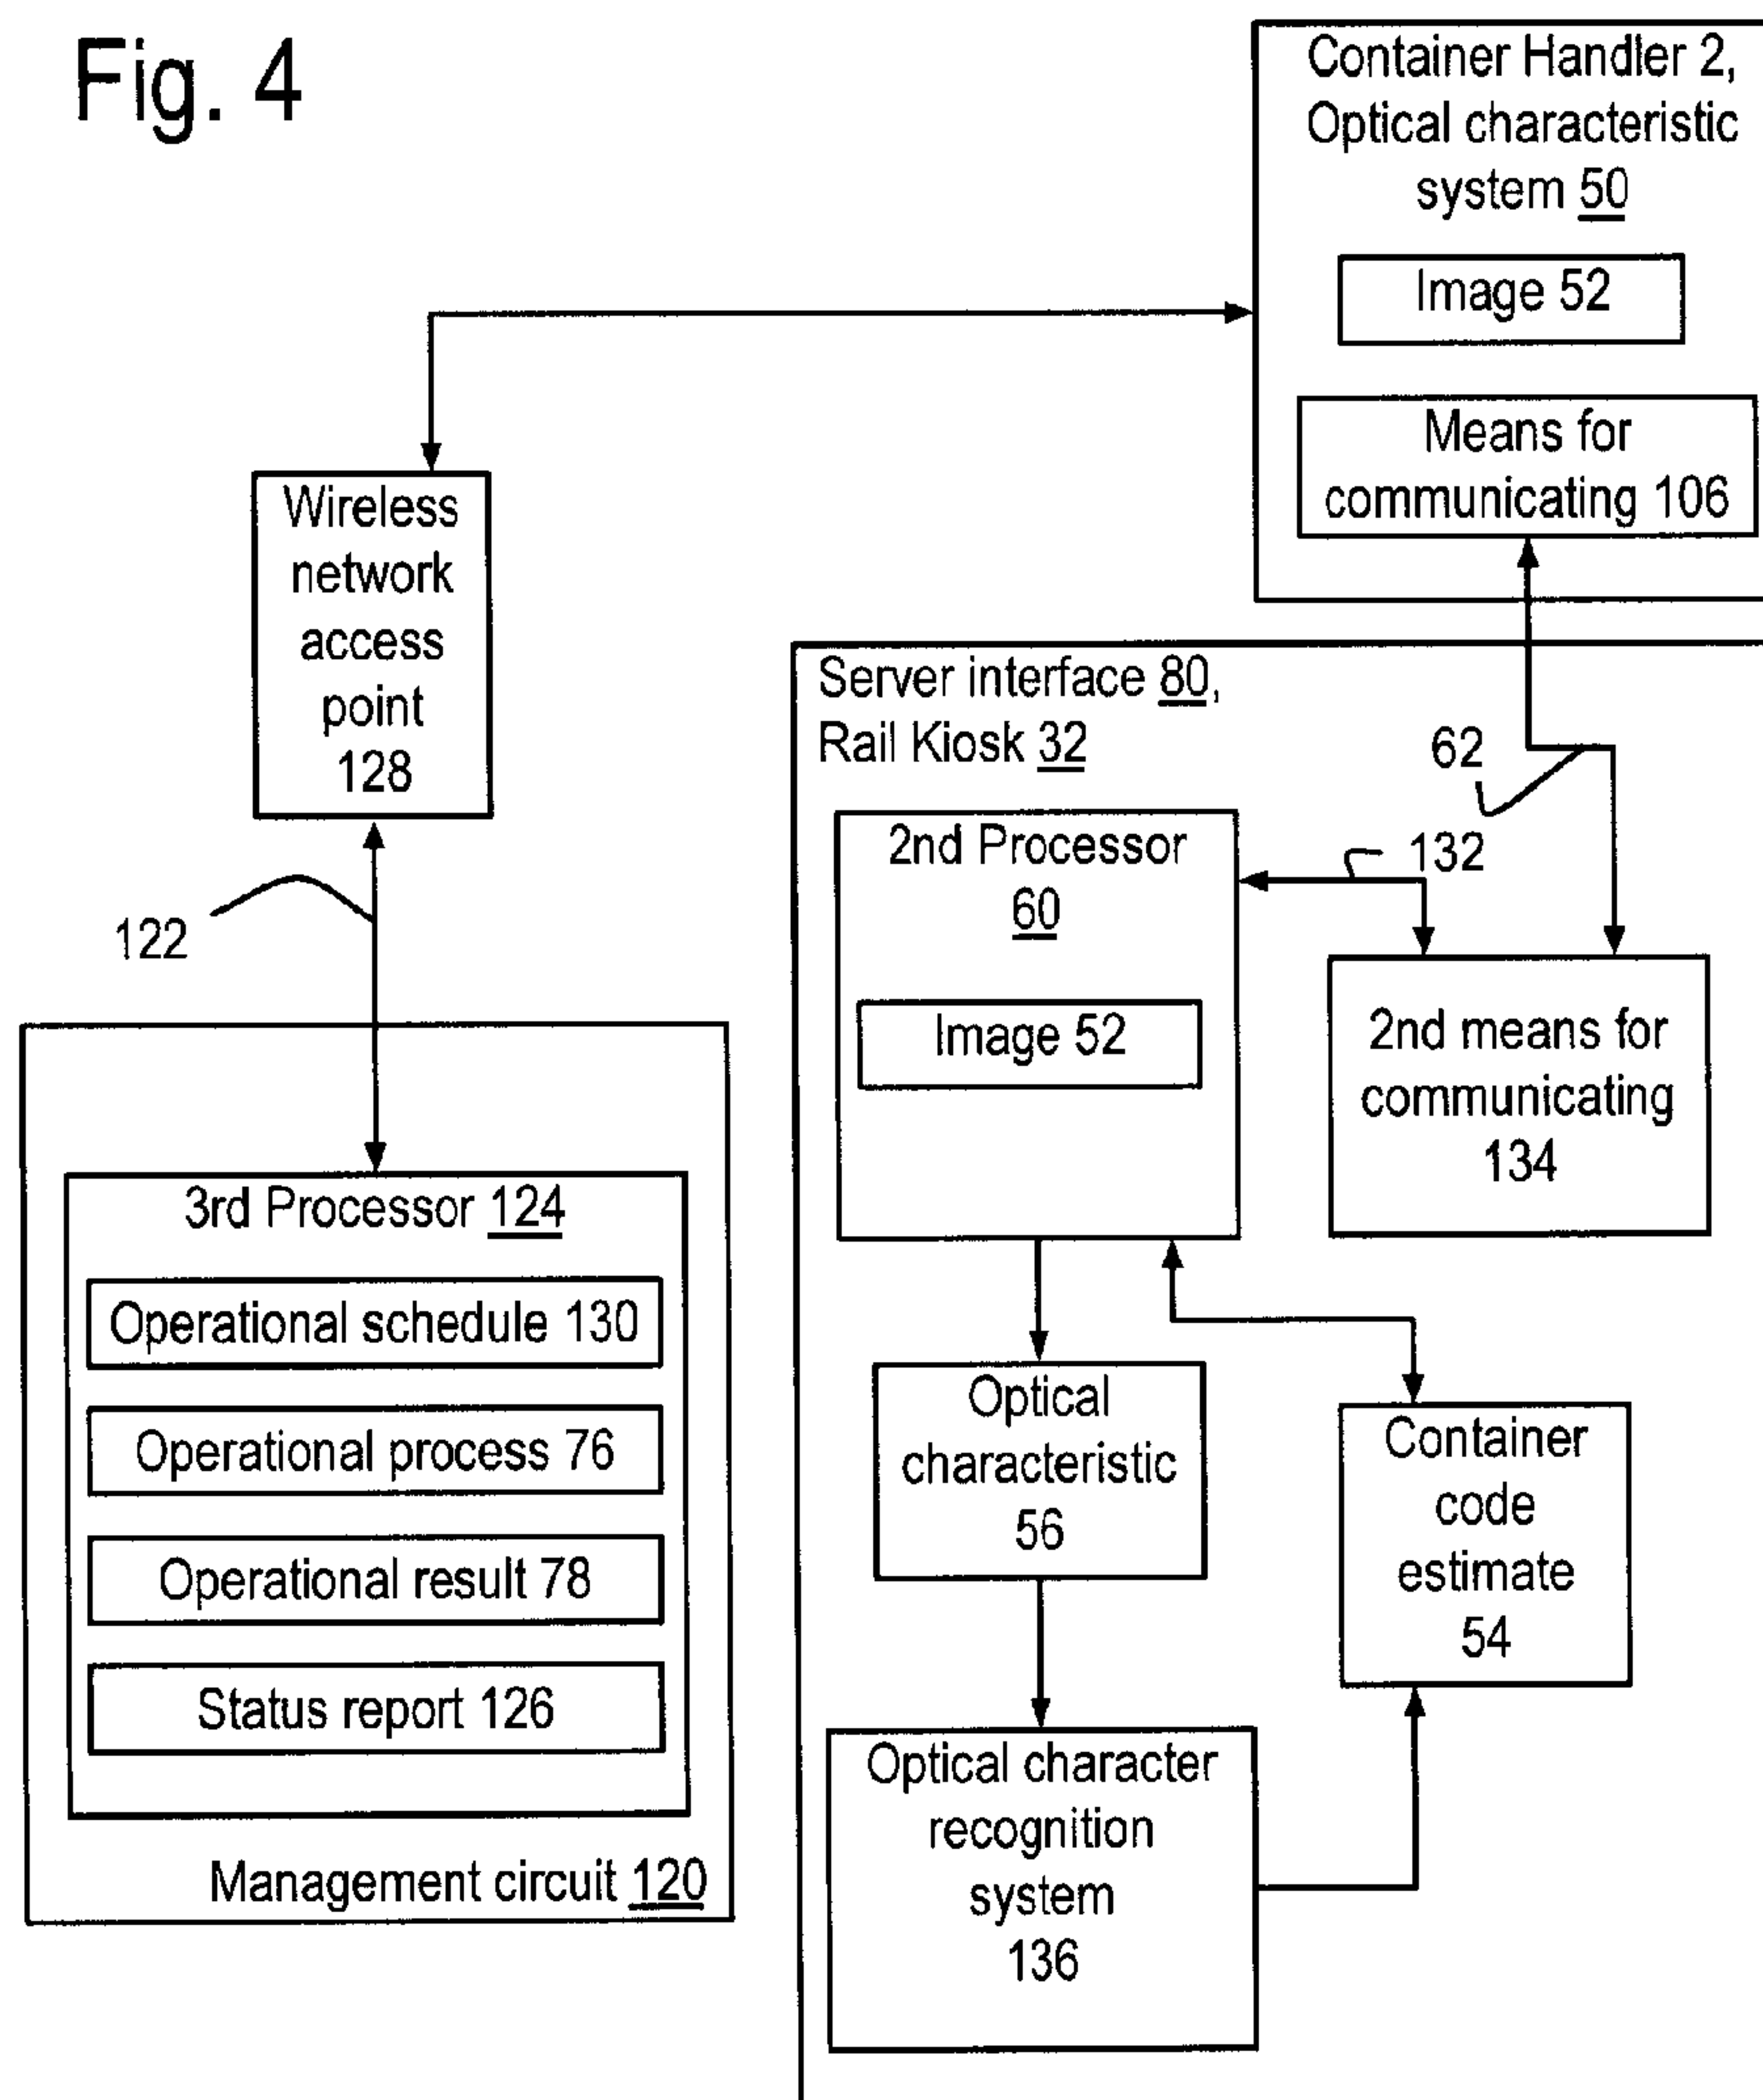 Fig. 4
Container Handler 2,
Optical characteristic
system 50
Image 52
Means for
communicating 106
Wireless
network
access
point
128
122
Server interface 80,
Rail Kiosk 32
62
132
2nd Processor
60
Image 52
2nd means for
communicating
134
3rd Processor 124
Operational schedule 130
Operational process 76
Operational result 78
Status report 126
Management circuit 120
Optical
characteristic
56
Container
code
estimate
54
Optical character
recognition
system
136